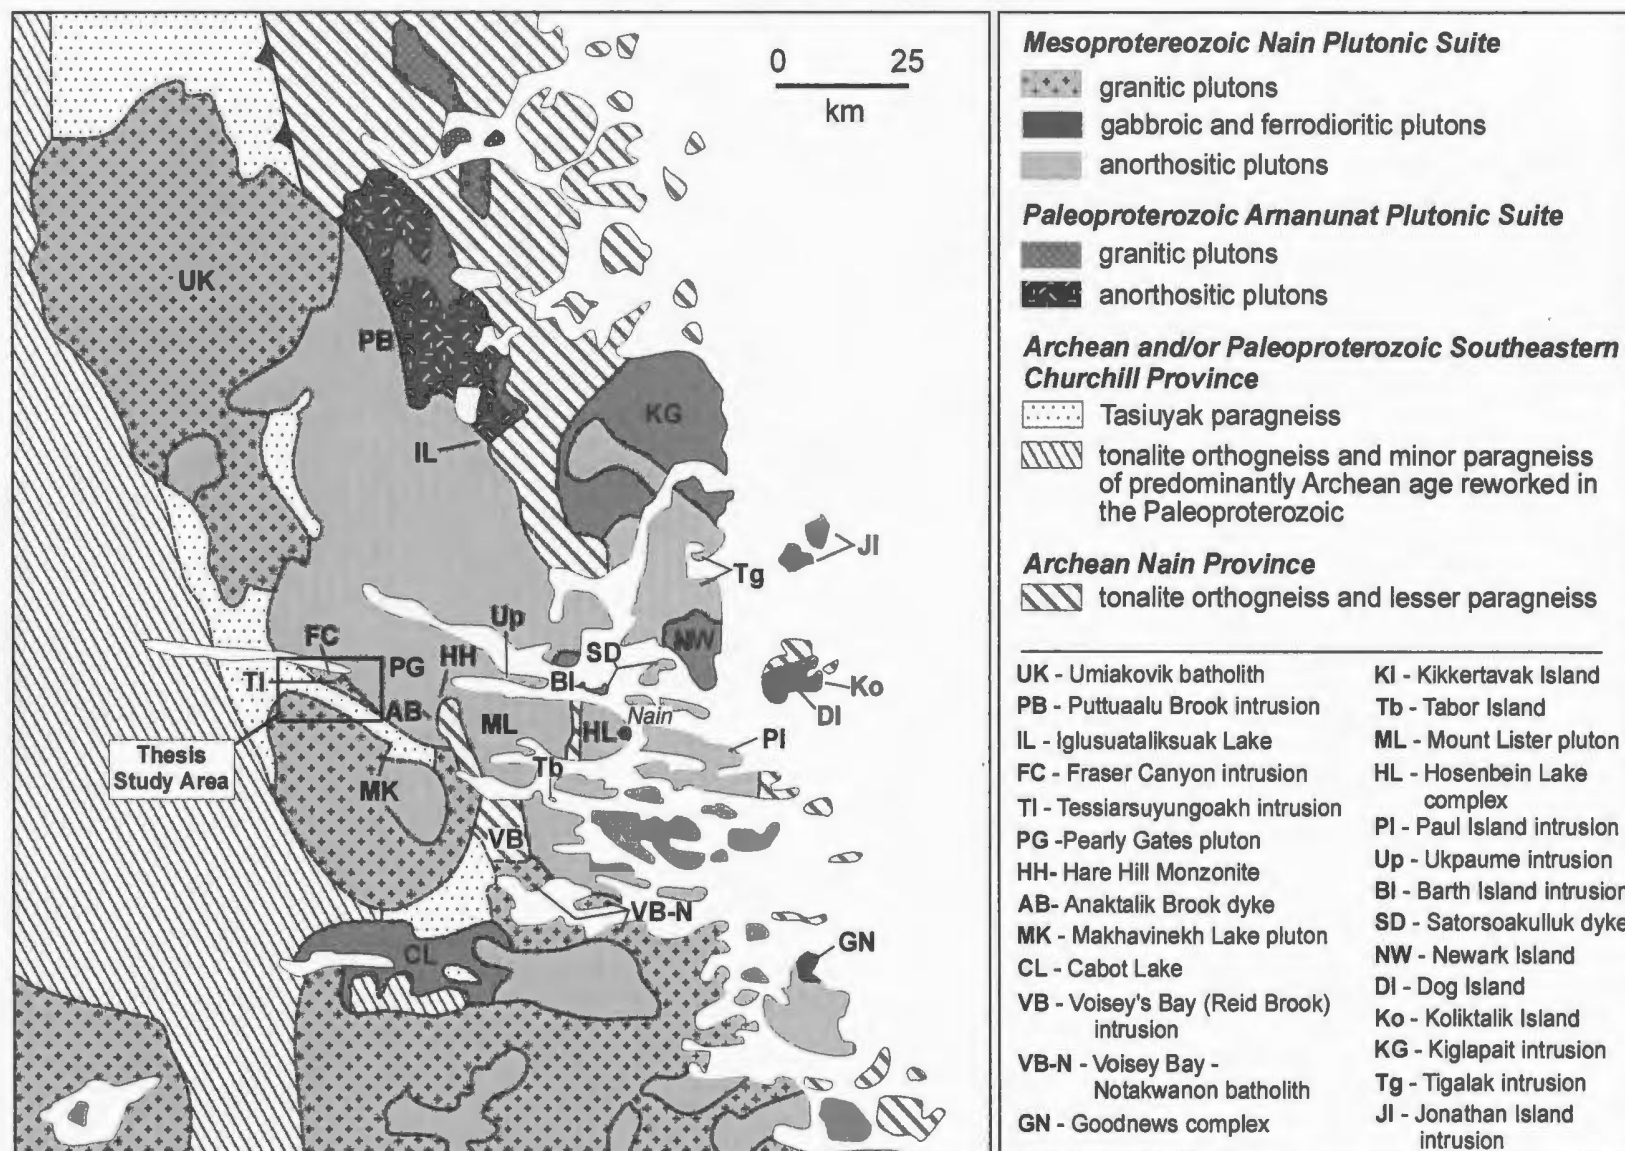 0 25
km
UK
PB
IL
KG
JI
Tg
Up
FC
PG
HH
SD
NW
TI
BI
Ko
AB
ML
Nain
HL
DI
PI
Thesis
Study Area
Tb
MK
VB
VB-N
CL
GN
Mesoprotereozoic Nain Plutonic Suite
granitic plutons
gabbroic and ferrodioritic plutons
anorthositic plutons
Paleoproterozoic Arnanunat Plutonic Suite
granitic plutons
anorthositic plutons
Archean and/or Paleoproterozoic Southeastern
Churchill Province
Tasiuyak paragneiss
tonalite orthogneiss and minor paragneiss
of predominantly Archean age reworked in
the Paleoproterozoic
Archean Nain Province
tonalite orthogneiss and lesser paragneiss
UK - Umiakovik batholith
PB - Puttuaalu Brook intrusion
IL - Iglusuataliksuak Lake
FC - Fraser Canyon intrusion
TI - Tessiarsuyungoakh intrusion
PG -Pearly Gates pluton
HH- Hare Hill Monzonite
AB- Anaktalik Brook dyke
MK - Makhavinekh Lake pluton
CL - Cabot Lake
VB - Voisey's Bay (Reid Brook)
intrusion
VB-N - Voisey Bay -
Notakwanon batholith
GN - Goodnews complex
KI - Kikkertavak Island
Tb - Tabor Island
ML - Mount Lister pluton
HL - Hosenbein Lake
complex
PI - Paul Island intrusion
Up - Ukpaume intrusion
BI - Barth Island intrusion
SD - Satorsoakulluk dyke
NW - Newark Island
DI - Dog Island
Ko - Koliktalik Island
KG - Kiglapait intrusion
Tg - Tigalak intrusion
JI - Jonathan Island
intrusion